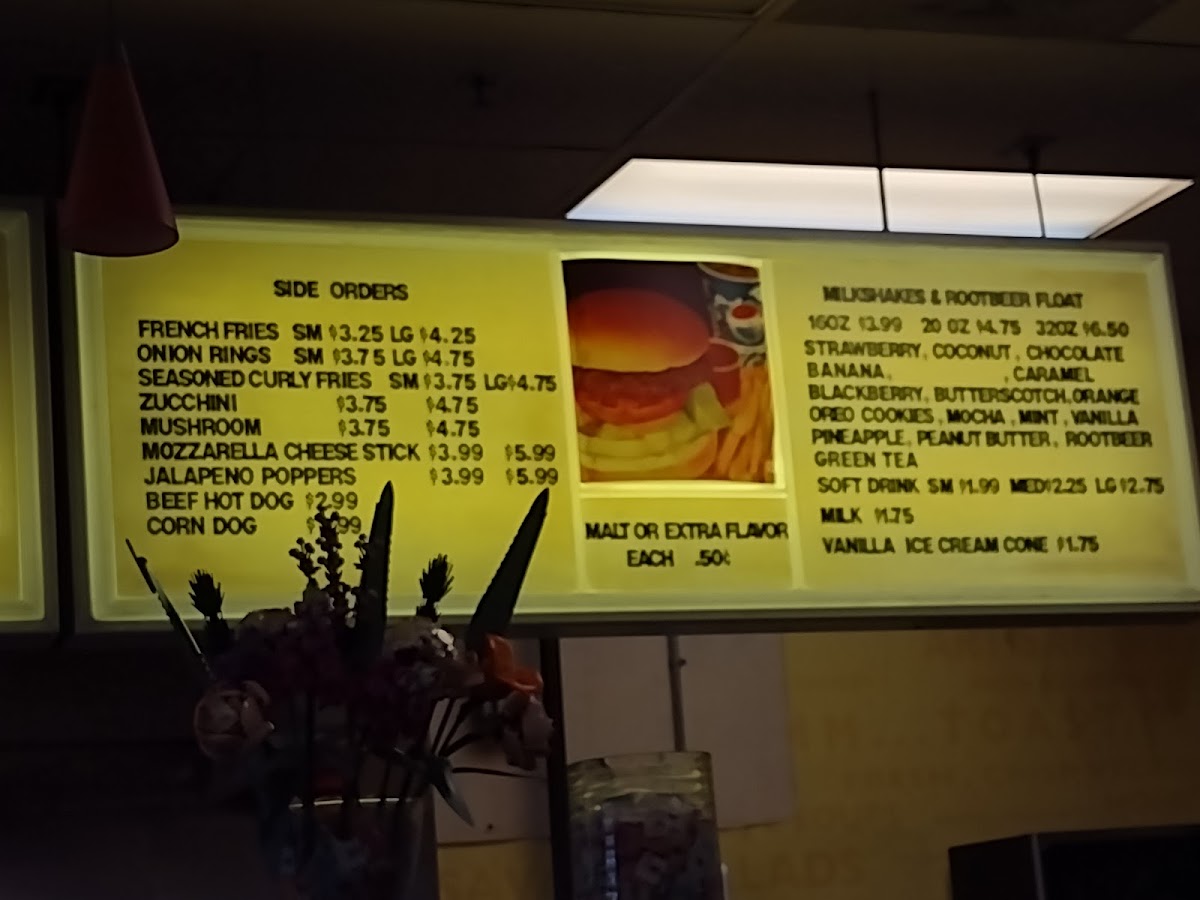 SIDE ORDERS
FRENCH FRIES SM $3.25 LG $4.25
ONION RINGS SM $3.75 LG $4.75
SEASONED CURLY FRIES SM $3.75 LG $4.75
ZUCCHINI $3.75 $4.75
MUSHROOM $3.75 $4.75
MOZZARELLA CHEESE STICK $3.99 $5.99
JALAPENO POPPERS $3.99 $5.99
BEEF HOT DOG $2.99
CORN DOG
MALT OR EXTRA FLAVOR
EACH .50¢
MILKSHAKES & ROOTBEER FLOAT
16OZ $3.99 20 OZ $4.75 32OZ $6.50
STRAWBERRY, COCONUT, CHOCOLATE
BANANA, , CARAMEL
BLACKBERRY, BUTTERSCOTCH, ORANGE
OREO COOKIES, MOCHA, MINT, VANILLA
PINEAPPLE, PEANUT BUTTER, ROOTBEER
GREEN TEA
SOFT DRINK SM $1.99 MED $2.25 LG $2.75
MILK $1.75
VANILLA ICE CREAM CONE $1.75